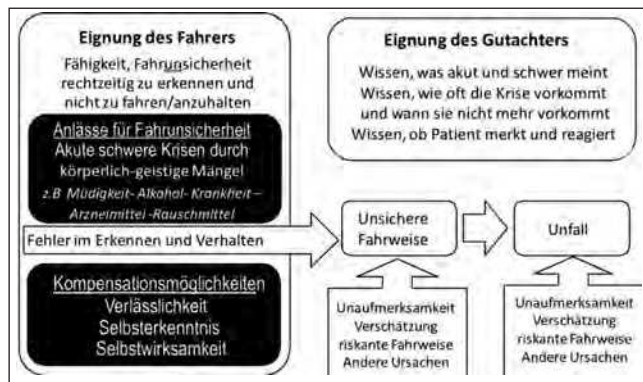 Eignung des Fahrers
Fähigkeit, Fahrunsicherheit
rechtzeitig zu erkennen und
nicht zu fahren/anzuhalten
Anlässe für Fahrunsicherheit
Akute schwere Krisen durch
körperlich-geistige Mängel
z.B Müdigkeit- Alkohol- Krankheit –
Arzneimittel -Rauschmittel
Fehler im Erkennen und Verhalten
Kompensationsmöglichkeiten
Verlässlichkeit
Selbsterkenntnis
Selbstwirksamkeit
Eignung des Gutachters
Wissen, was akut und schwer meint
Wissen, wie oft die Krise vorkommt
und wann sie nicht mehr vorkommt
Wissen, ob Patient merkt und reagiert
Unsichere
Fahrweise
Unfall
Unaufmerksamkeit
Verschätzung
riskante Fahrweise
Andere Ursachen
Unaufmerksamkeit
Verschätzung
riskante Fahrweise
Andere Ursachen